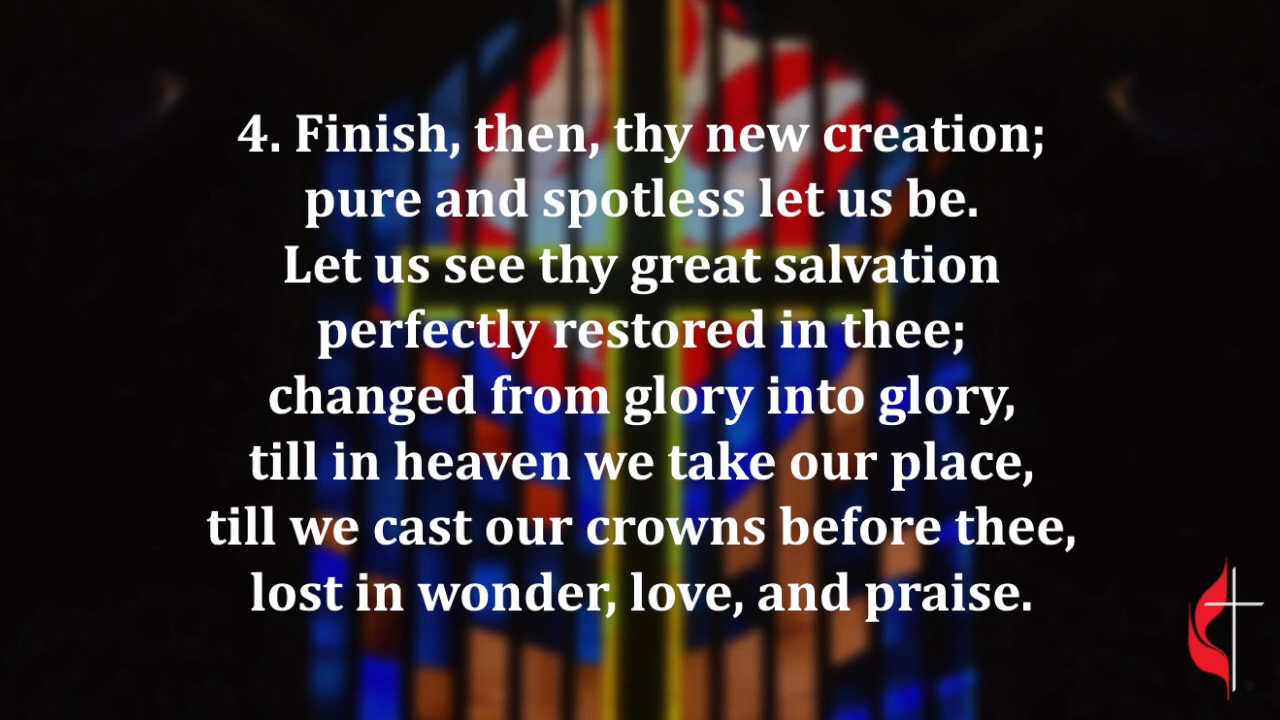 4. Finish, then, thy new creation;
pure and spotless let us be.
Let us see thy great salvation
perfectly restored in thee;
changed from glory into glory,
till in heaven we take our place,
till we cast our crowns before thee,
lost in wonder, love, and praise.